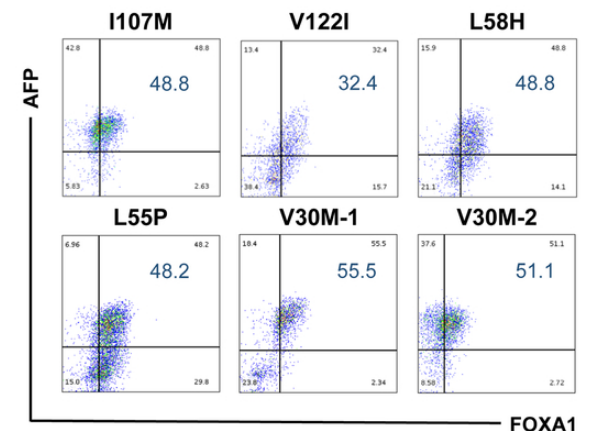 I107M V122I L58H
AFP
42.8 48.8 13.4 32.4 15.9 48.8
48.8 32.4 48.8
5.83 2.63 38.4 15.7 21.1 14.1
L55P V30M-1 V30M-2
6.96 48.2 18.4 55.5 37.6 51.1
48.2 55.5 51.1
15.0 29.8 23.8 2.34 8.58 2.72
FOXA1